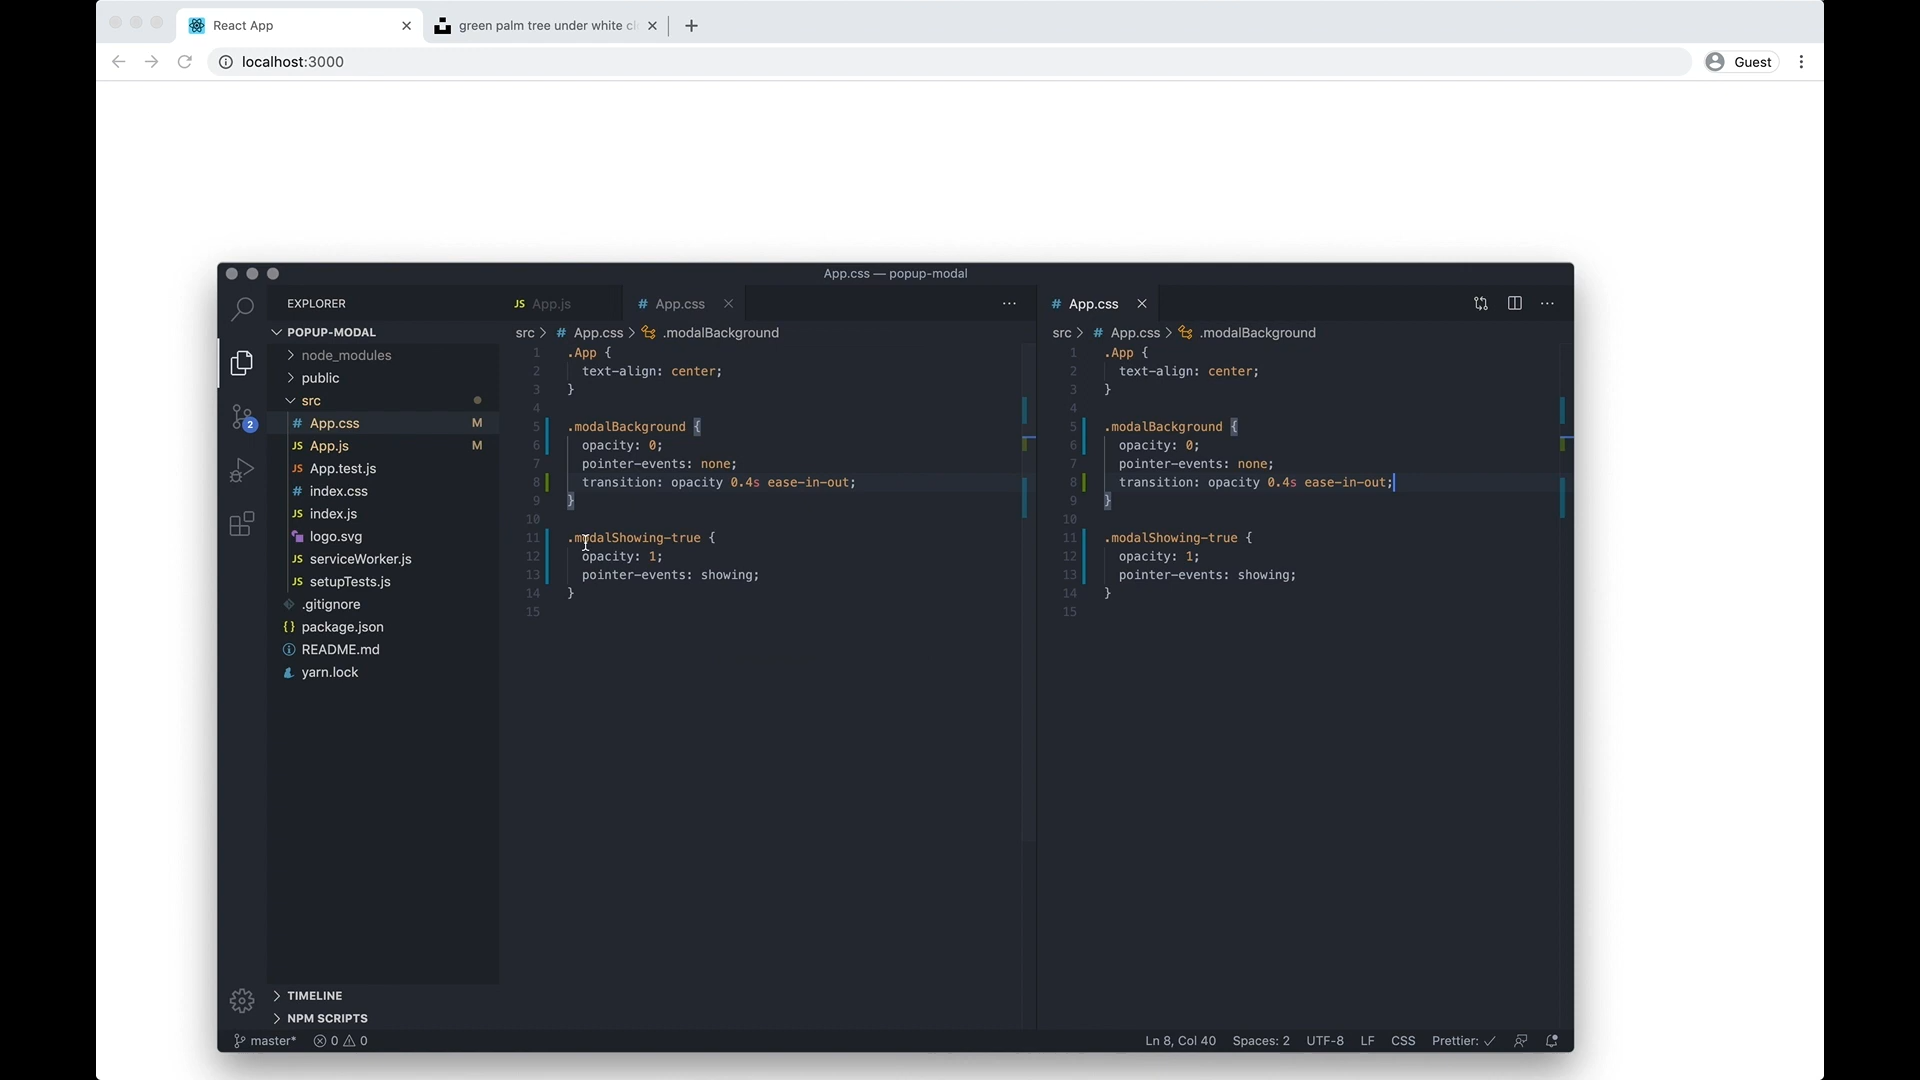 React App
green palm tree under white cl
localhost:3000
Guest
App.css — popup-modal
EXPLORER
POPUP-MODAL
node_modules
public
src
# App.css M
JS App.js M
JS App.test.js
# index.css
JS index.js
logo.svg
JS serviceWorker.js
JS setupTests.js
.gitignore
{} package.json
README.md
yarn.lock
TIMELINE
NPM SCRIPTS
2
JS App.js
# App.css
src > # App.css > .modalBackground
1 .App {
2 text-align: center;
3 }
4
5 .modalBackground {
6 opacity: 0;
7 pointer-events: none;
8 transition: opacity 0.4s ease-in-out;
9 }
10
11 .modalShowing-true {
12 opacity: 1;
13 pointer-events: showing;
14 }
15
# App.css
src > # App.css > .modalBackground
1 .App {
2 text-align: center;
3 }
4
5 .modalBackground {
6 opacity: 0;
7 pointer-events: none;
8 transition: opacity 0.4s ease-in-out;
9 }
10
11 .modalShowing-true {
12 opacity: 1;
13 pointer-events: showing;
14 }
15
master* 0 0
Ln 8, Col 40 Spaces: 2 UTF-8 LF CSS Prettier: ✓